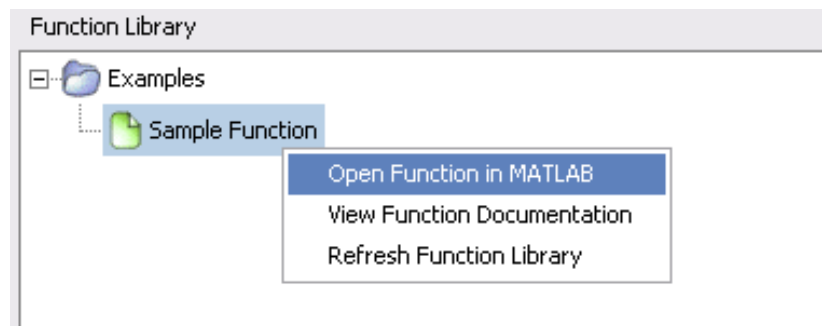 Function Library
Examples
Sample Function
Open Function in MATLAB
View Function Documentation
Refresh Function Library